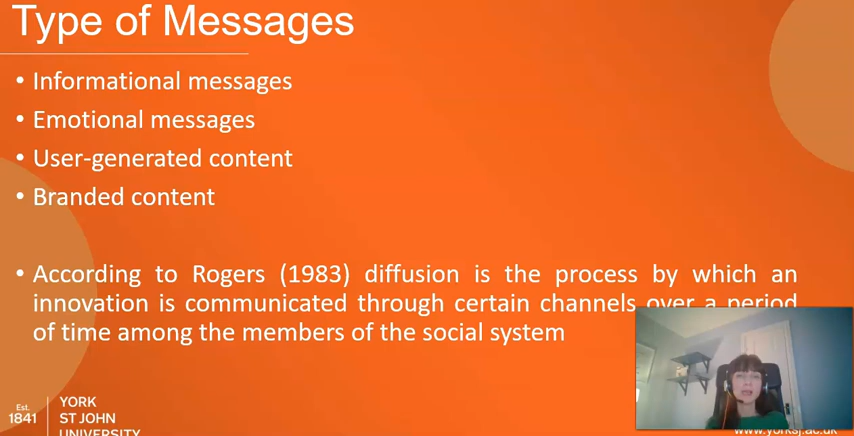 Type of Messages
• Informational messages
• Emotional messages
• User-generated content
• Branded content
• According to Rogers (1983) diffusion is the process by which an
innovation is communicated through certain channels over a period
of time among the members of the social system
Est.
1841
YORK
ST JOHN
UNIVERSITY
www.yorksj.ac.uk